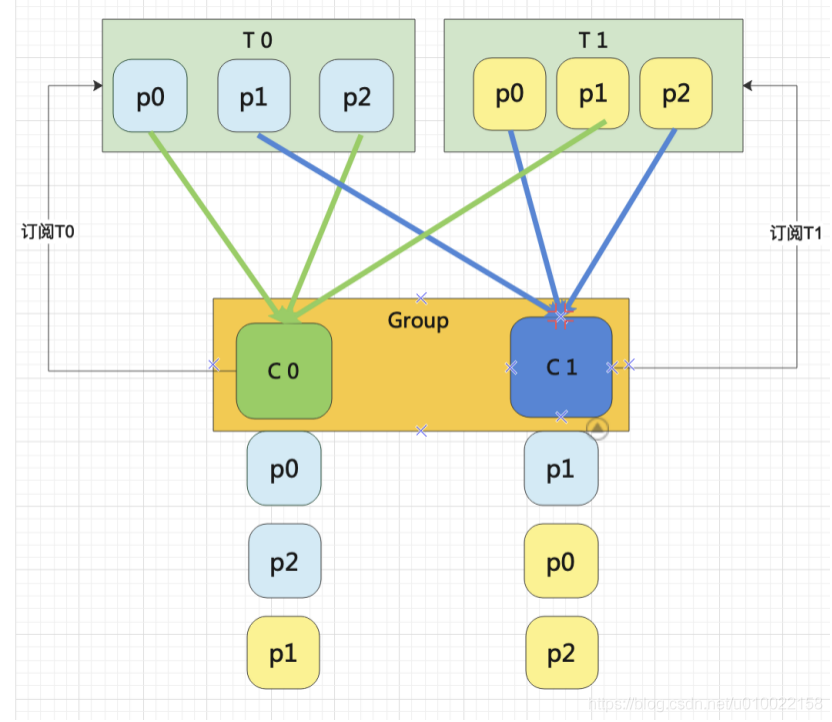 T 0
T 1
p0
p1
p2
p0
p1
p2
订阅T0
订阅T1
Group
C 0
C 1
p0
p1
p2
p0
p1
p2
https://blog.csdn.net/u010022158